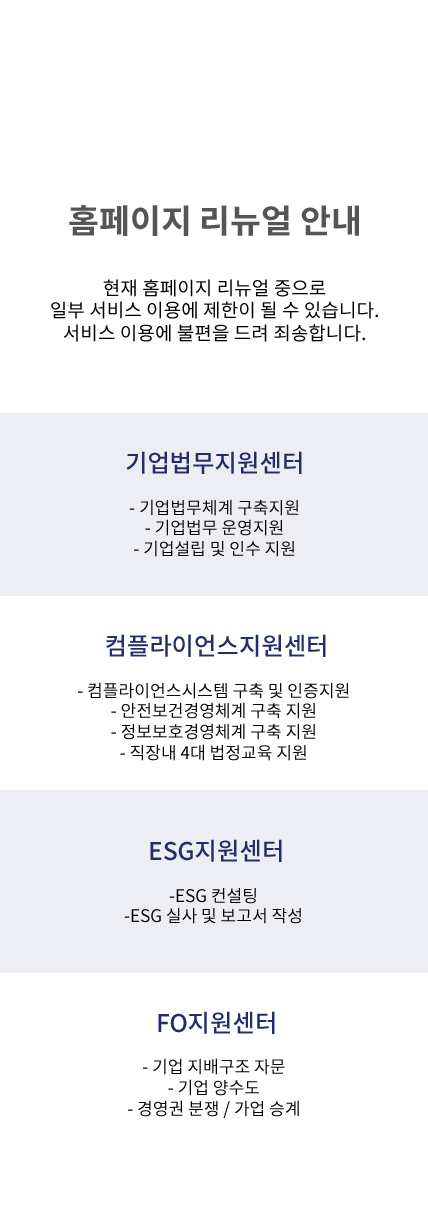 홈페이지 리뉴얼 안내
현재 홈페이지 리뉴얼 중으로
일부 서비스 이용에 제한이 될 수 있습니다.
서비스 이용에 불편을 드려 죄송합니다.
기업법무지원센터
- 기업법무체계 구축지원
- 기업법무 운영지원
- 기업설립 및 인수 지원
컴플라이언스지원센터
- 컴플라이언스시스템 구축 및 인증지원
- 안전보건경영체계 구축 지원
- 정보보호경영체계 구축 지원
- 직장내 4대 법정교육 지원
ESG지원센터
-ESG 컨설팅
-ESG 실사 및 보고서 작성
FO지원센터
- 기업 지배구조 자문
- 기업 양수도
- 경영권 분쟁 / 가업 승계